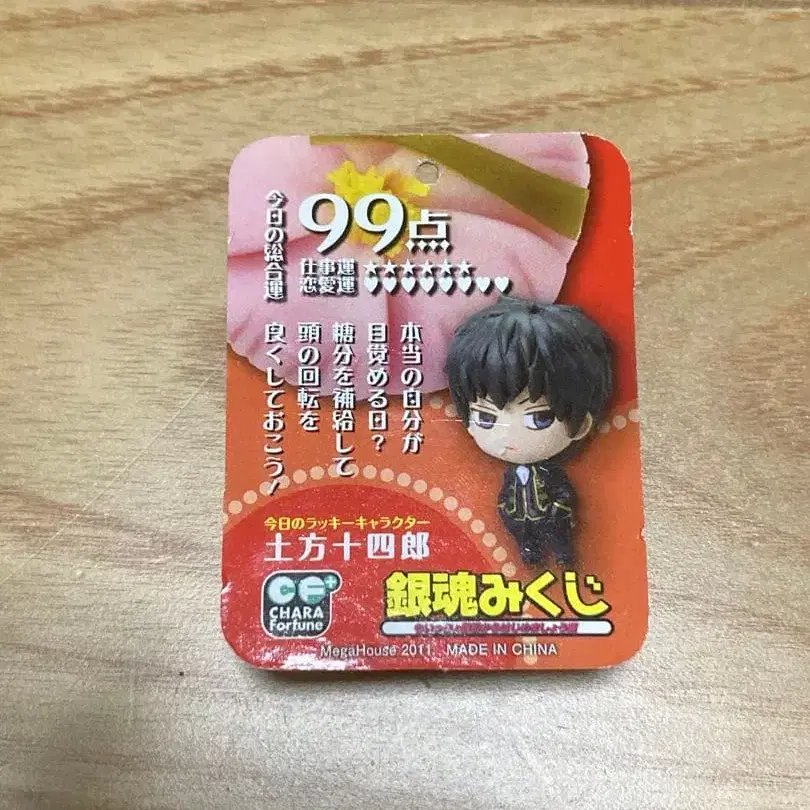 今日の総合運
99点
仕事運 ★★★★★★
恋愛運 ♥♥♥♥♥♥♥♥
本当の自分が
目覚める日?
糖分を補給して
頭の回転を
良くしておこう!
今日のラッキーキャラクター
土方十四郎
CF+
CHARA
Fortune
銀魂みくじ
MegaHouse 2011 MADE IN CHINA